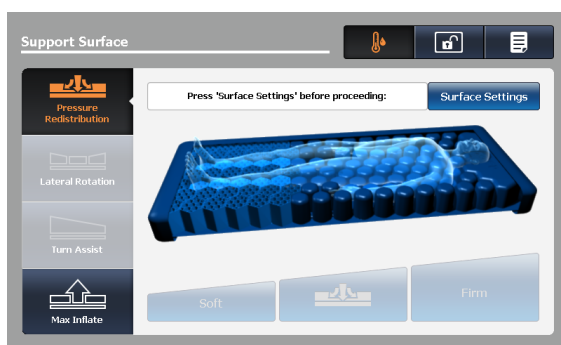 Support Surface
Pressure
Redistribution
Press 'Surface Settings' before proceeding:
Surface Settings
Lateral Rotation
Turn Assist
Max Inflate
Soft
Firm